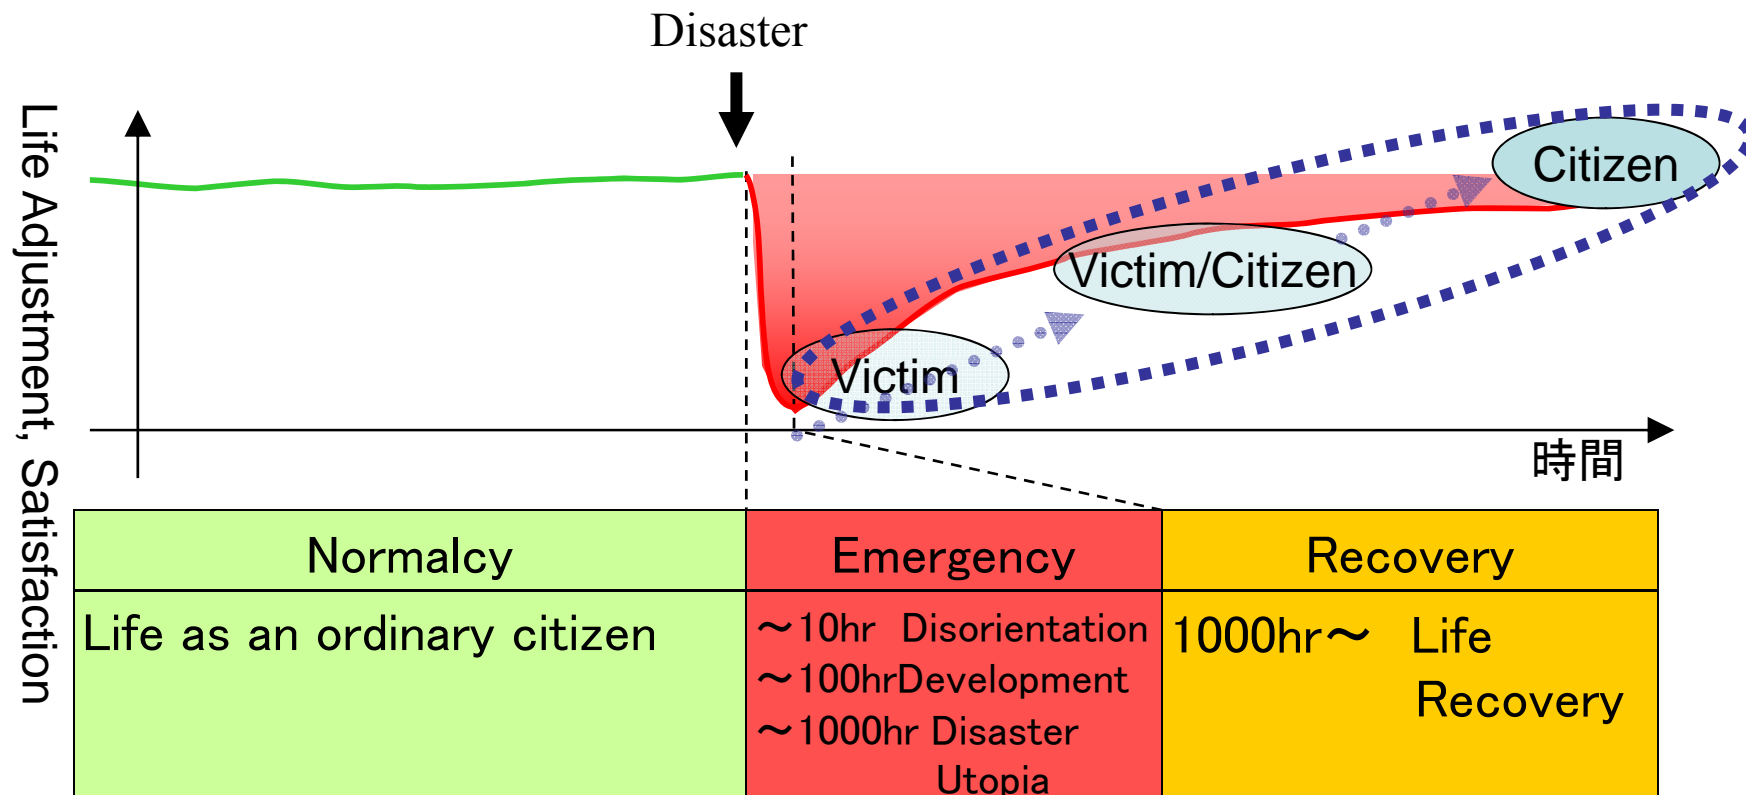 Disaster
Life Adjustment, Satisfaction
Citizen
Victim/Citizen
Victim
時間
Normalcy
Emergency
Recovery
Life as an ordinary citizen
～10hr Disorientation
～100hrDevelopment
～1000hr Disaster
Utopia
1000hr～ Life
Recovery